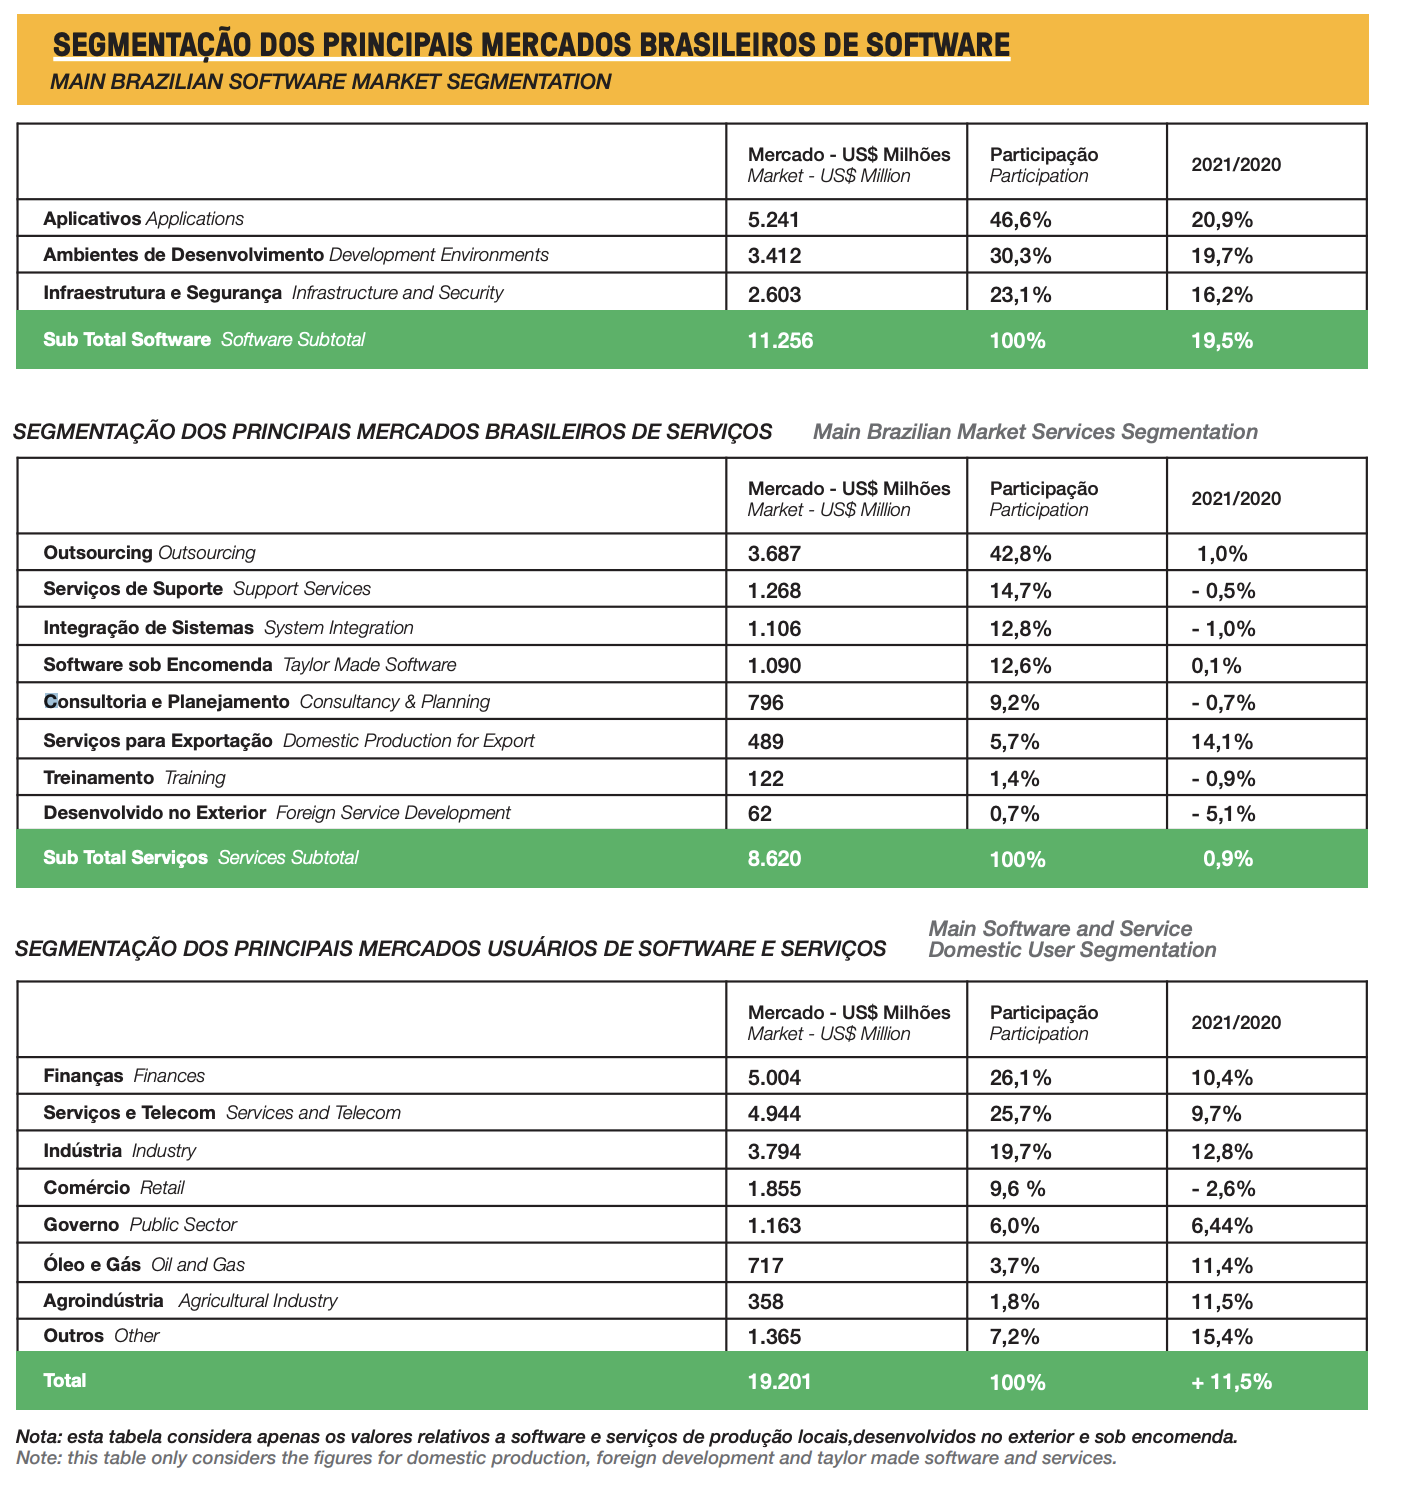 SEGMENTAÇÃO DOS PRINCIPAIS MERCADOS BRASILEIROS DE SOFTWARE
MAIN BRAZILIAN SOFTWARE MARKET SEGMENTATION
Mercado - US$ Milhões Participação 2021/2020
Market - US$ Million Participation
Aplicativos Applications 5.241 46,6% 20,9%
Ambientes de Desenvolvimento Development Environments 3.412 30,3% 19,7%
Infraestrutura e Segurança Infrastructure and Security 2.603 23,1% 16,2%
Sub Total Software Software Subtotal 11.256 100% 19,5%
SEGMENTAÇÃO DOS PRINCIPAIS MERCADOS BRASILEIROS DE SERVIÇOS Main Brazilian Market Services Segmentation
Mercado - US$ Milhões Participação 2021/2020
Market - US$ Million Participation
Outsourcing Outsourcing 3.687 42,8% 1,0%
Serviços de Suporte Support Services 1.268 14,7% - 0,5%
Integração de Sistemas System Integration 1.106 12,8% - 1,0%
Software sob Encomenda Taylor Made Software 1.090 12,6% 0,1%
Consultoria e Planejamento Consultancy & Planning 796 9,2% - 0,7%
Serviços para Exportação Domestic Production for Export 489 5,7% 14,1%
Treinamento Training 122 1,4% - 0,9%
Desenvolvido no Exterior Foreign Service Development 62 0,7% - 5,1%
Sub Total Serviços Services Subtotal 8.620 100% 0,9%
SEGMENTAÇÃO DOS PRINCIPAIS MERCADOS USUÁRIOS DE SOFTWARE E SERVIÇOS Main Software and Service
Domestic User Segmentation
Mercado - US$ Milhões Participação 2021/2020
Market - US$ Million Participation
Finanças Finances 5.004 26,1% 10,4%
Serviços e Telecom Services and Telecom 4.944 25,7% 9,7%
Indústria Industry 3.794 19,7% 12,8%
Comércio Retail 1.855 9,6 % - 2,6%
Governo Public Sector 1.163 6,0% 6,44%
Óleo e Gás Oil and Gas 717 3,7% 11,4%
Agroindústria Agricultural Industry 358 1,8% 11,5%
Outros Other 1.365 7,2% 15,4%
Total 19.201 100% + 11,5%
Nota: esta tabela considera apenas os valores relativos a software e serviços de produção locais,desenvolvidos no exterior e sob encomenda.
Note: this table only considers the figures for domestic production, foreign development and taylor made software and services.